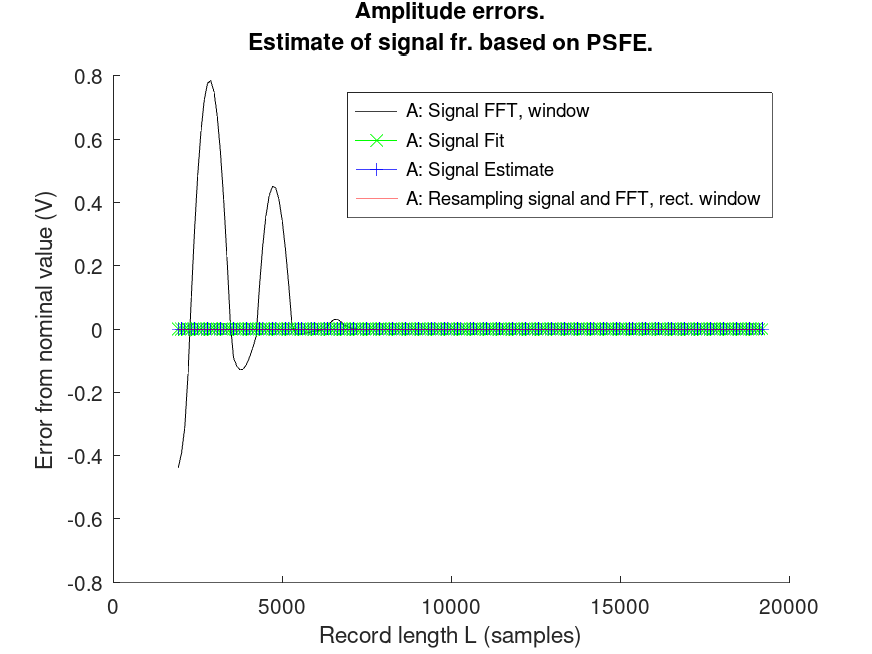 Amplitude errors.
Estimate of signal fr. based on PSFE.
0.8
0.6
0.4
0.2
0
-0.2
-0.4
-0.6
-0.8
Error from nominal value (V)
A: Signal FFT, window
A: Signal Fit
A: Signal Estimate
A: Resampling signal and FFT, rect. window
0
5000
10000
15000
20000
Record length L (samples)